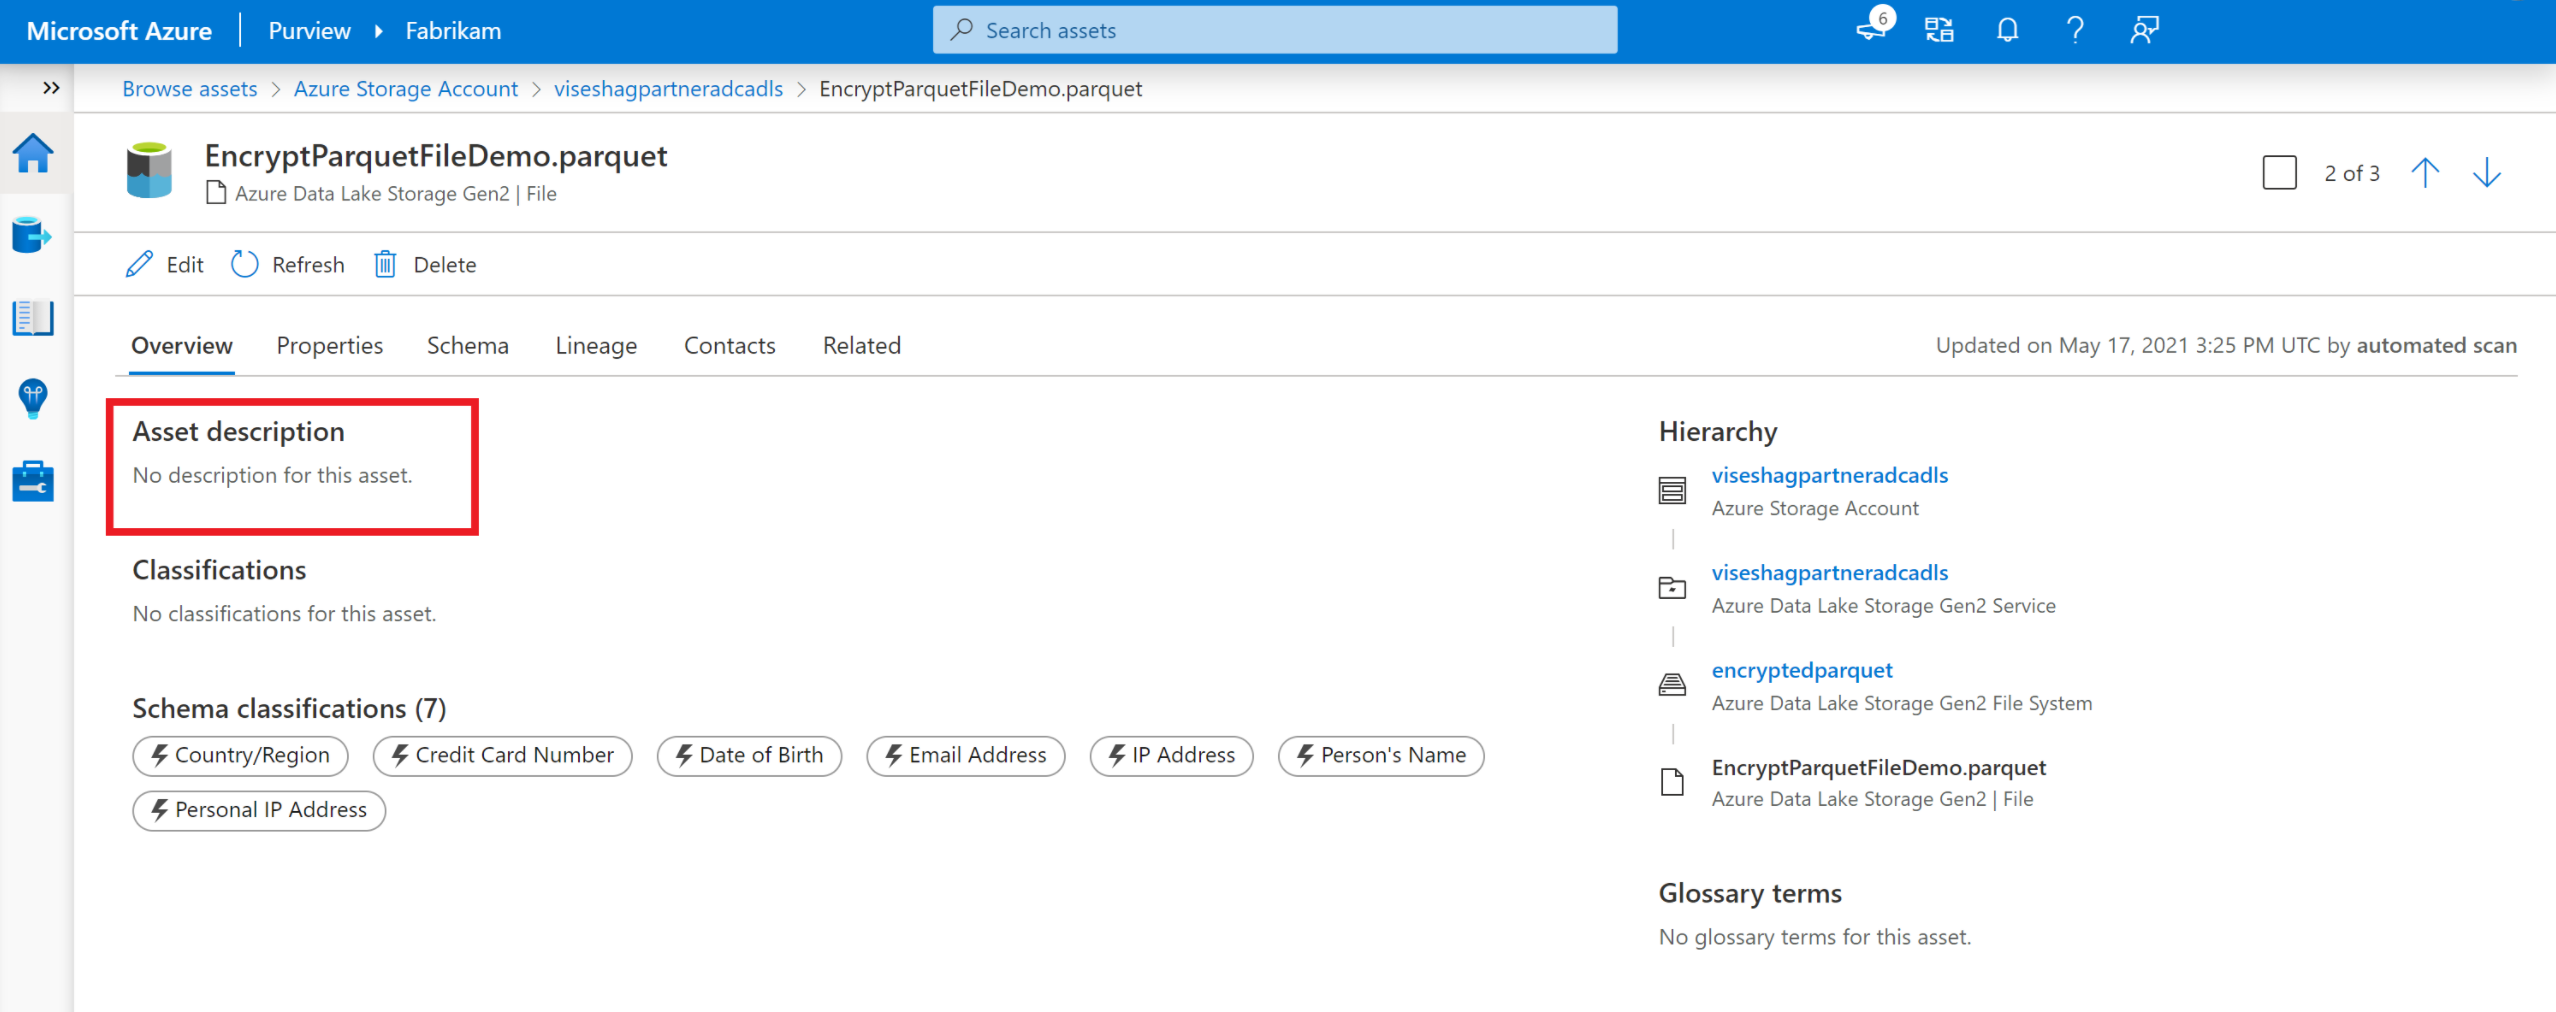 Microsoft Azure Purview Fabrikam
Search assets
6
Browse assets > Azure Storage Account > viseshagpartneradcadls > EncryptParquetFileDemo.parquet
EncryptParquetFileDemo.parquet
Azure Data Lake Storage Gen2 | File
2 of 3
Edit Refresh Delete
Overview Properties Schema Lineage Contacts Related
Updated on May 17, 2021 3:25 PM UTC by automated scan
Asset description
No description for this asset.
Classifications
No classifications for this asset.
Schema classifications (7)
Country/Region Credit Card Number Date of Birth Email Address IP Address Person's Name
Personal IP Address
Hierarchy
viseshagpartneradcadls
Azure Storage Account
viseshagpartneradcadls
Azure Data Lake Storage Gen2 Service
encryptedparquet
Azure Data Lake Storage Gen2 File System
EncryptParquetFileDemo.parquet
Azure Data Lake Storage Gen2 | File
Glossary terms
No glossary terms for this asset.